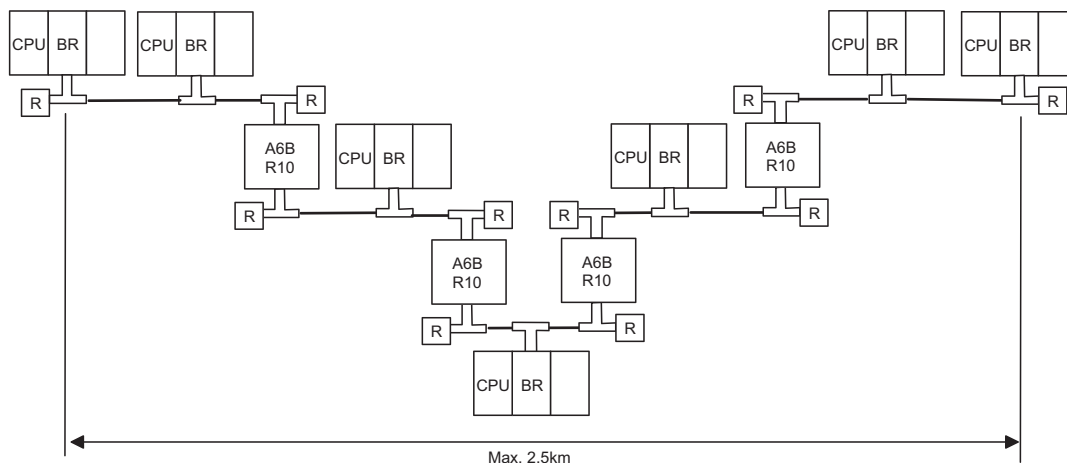 CPU BR CPU BR CPU BR CPU BR
R R R R
A6B
R10
CPU BR CPU BR
A6B
R10
R R R R
A6B
R10
A6B
R10
R R
CPU BR
Max. 2.5km